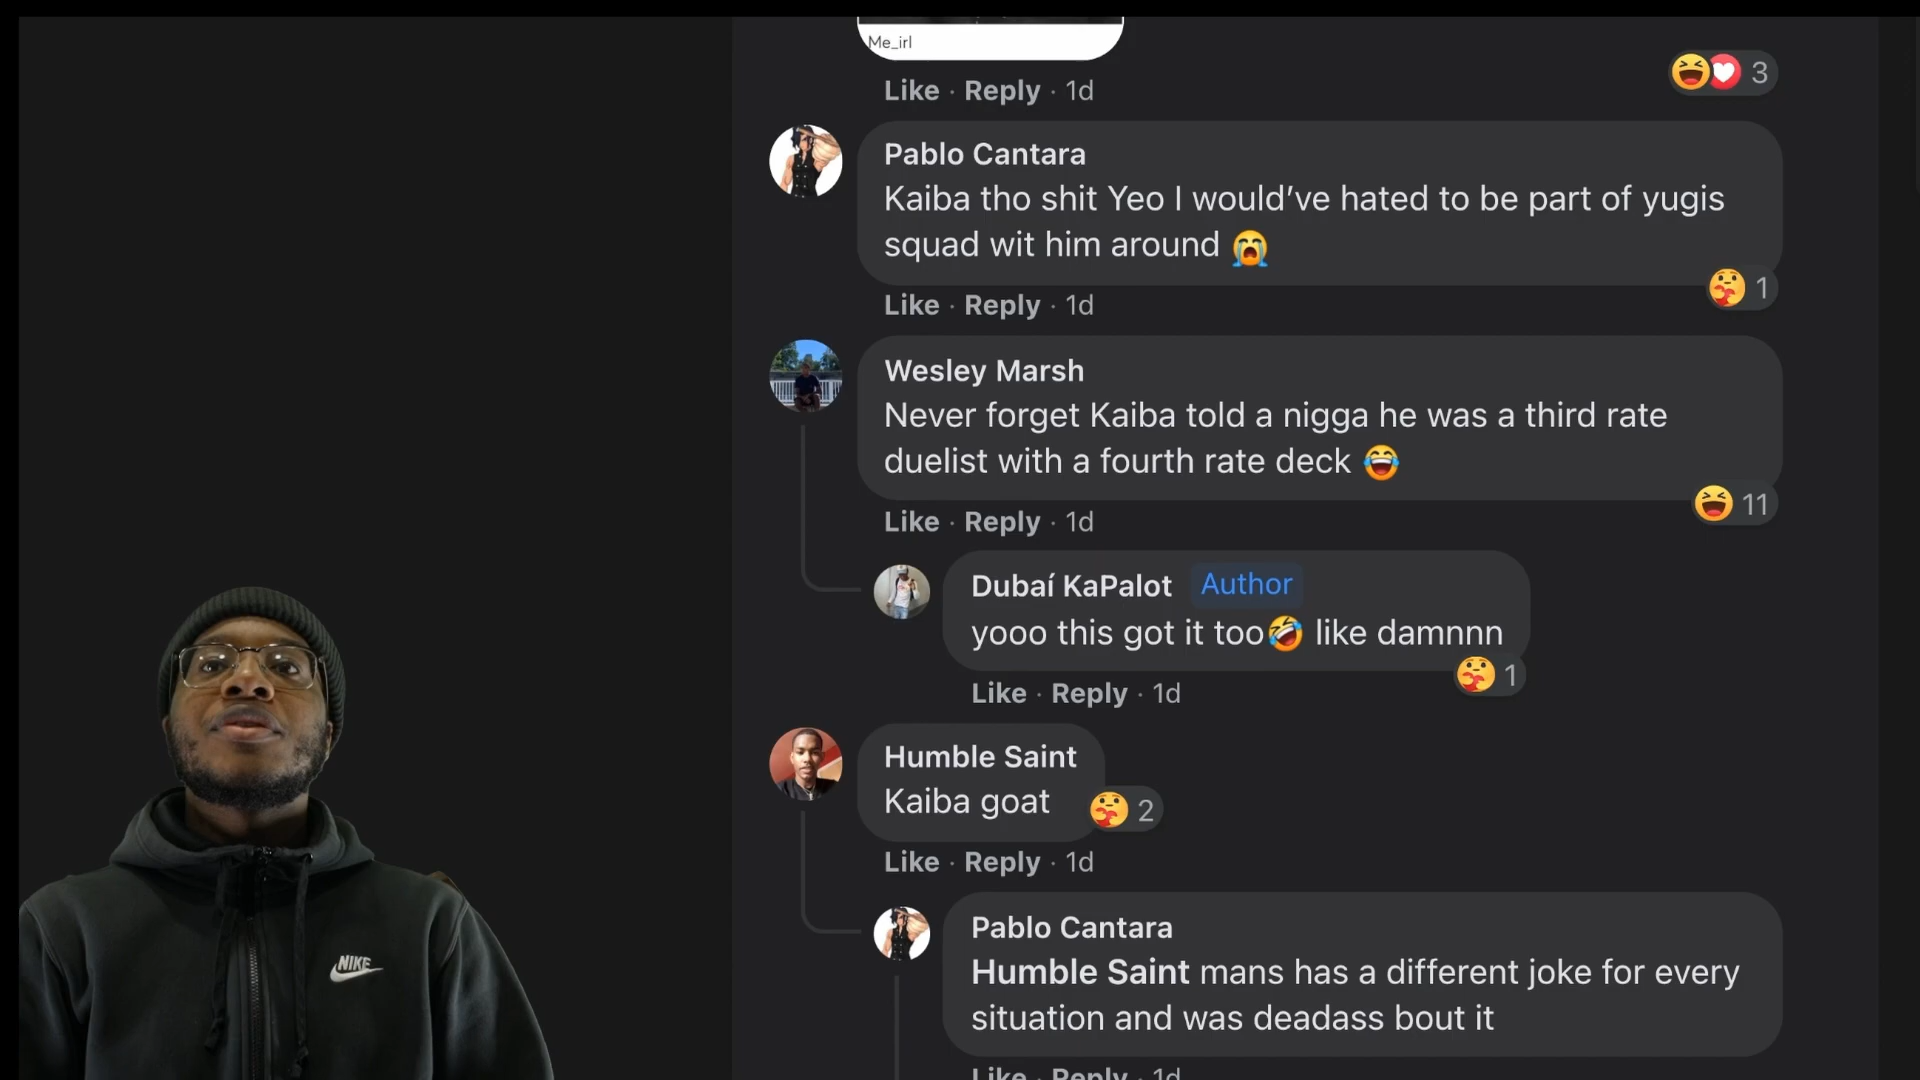 Me_irl
Like · Reply · 1d
3
Pablo Cantara
Kaiba tho shit Yeo I would’ve hated to be part of yugis
squad wit him around 😭
1
Like · Reply · 1d
Wesley Marsh
Never forget Kaiba told a nigga he was a third rate
duelist with a fourth rate deck 😂
11
Like · Reply · 1d
Dubaí KaPalot Author
yooo this got it too🤣 like damnnn
1
Like · Reply · 1d
Humble Saint
Kaiba goat
2
Like · Reply · 1d
Pablo Cantara
Humble Saint mans has a different joke for every
situation and was deadass bout it
Like · Reply · 1d
NIKE